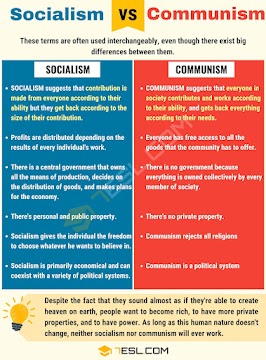 Socialism VS Communism
These terms are often used interchangeably, even though there exist big
differences between them.
SOCIALISM
• SOCIALISM suggests that contribution is
made from everyone according to their
ability but they get back according to the
size of their contribution.
• Profits are distributed depending on the
results of every individual's work.
• There is a central government that owns
all the means of production, decides on
the distribution of goods, and makes plans
for the economy.
• There's personal and public property.
• Socialism gives the individual the freedom
to choose whatever he wants to believe in.
• Socialism is primarily economical and can
coexist with a variety of political systems.
COMMUNISM
• COMMUNISM suggests that everyone in
society contributes and works according
to their ability, and gets back everything
according to their needs.
• Everyone has free access to all the
goods that the community has to offer.
• There is no government because
everything is owned collectively by every
member of society.
• There's no private property.
• Communism rejects all religions
• Communism is a political system
Despite the fact that they sound almost as if they're able to create
heaven on earth, people want to become rich, to have more private
properties, and to have power. As long as this human nature doesn't
change, neither socialism nor communism will ever work.
7ESL.COM
7ESL.COM